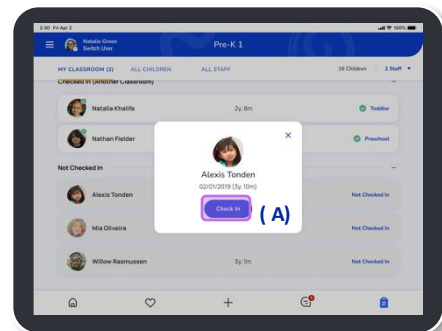 2:30 Fri Apr 2
100%
Natalie Green
Switch User
Pre-K 1
MY CLASSROOM (2) ALL CHILDREN ALL STAFF 16 Children 2 Staff
Checked In (Another Classroom)
Natalia Khalife 2y, 8m Toddler
Nathan Fielder Preschool
Alexis Tonden
02/01/2019 (3y, 10m)
Check In
( A)
Not Checked In
Alexis Tonden Not Checked In
Mia Oliveira Not Checked In
Willow Rasmussen 3y, 1m Not Checked In